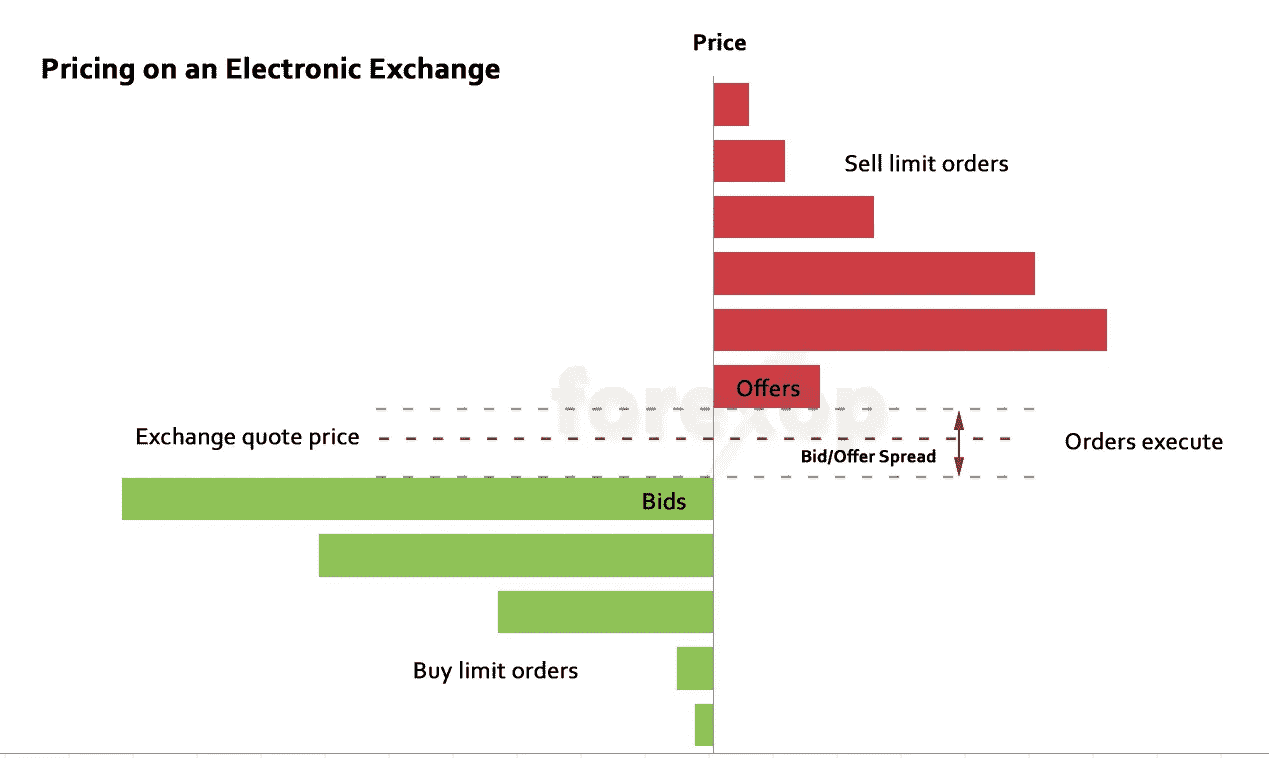 Price
Pricing on an Electronic Exchange
Sell limit orders
Offers
Exchange quote price
Bid/Offer Spread
Orders execute
Bids
Buy limit orders